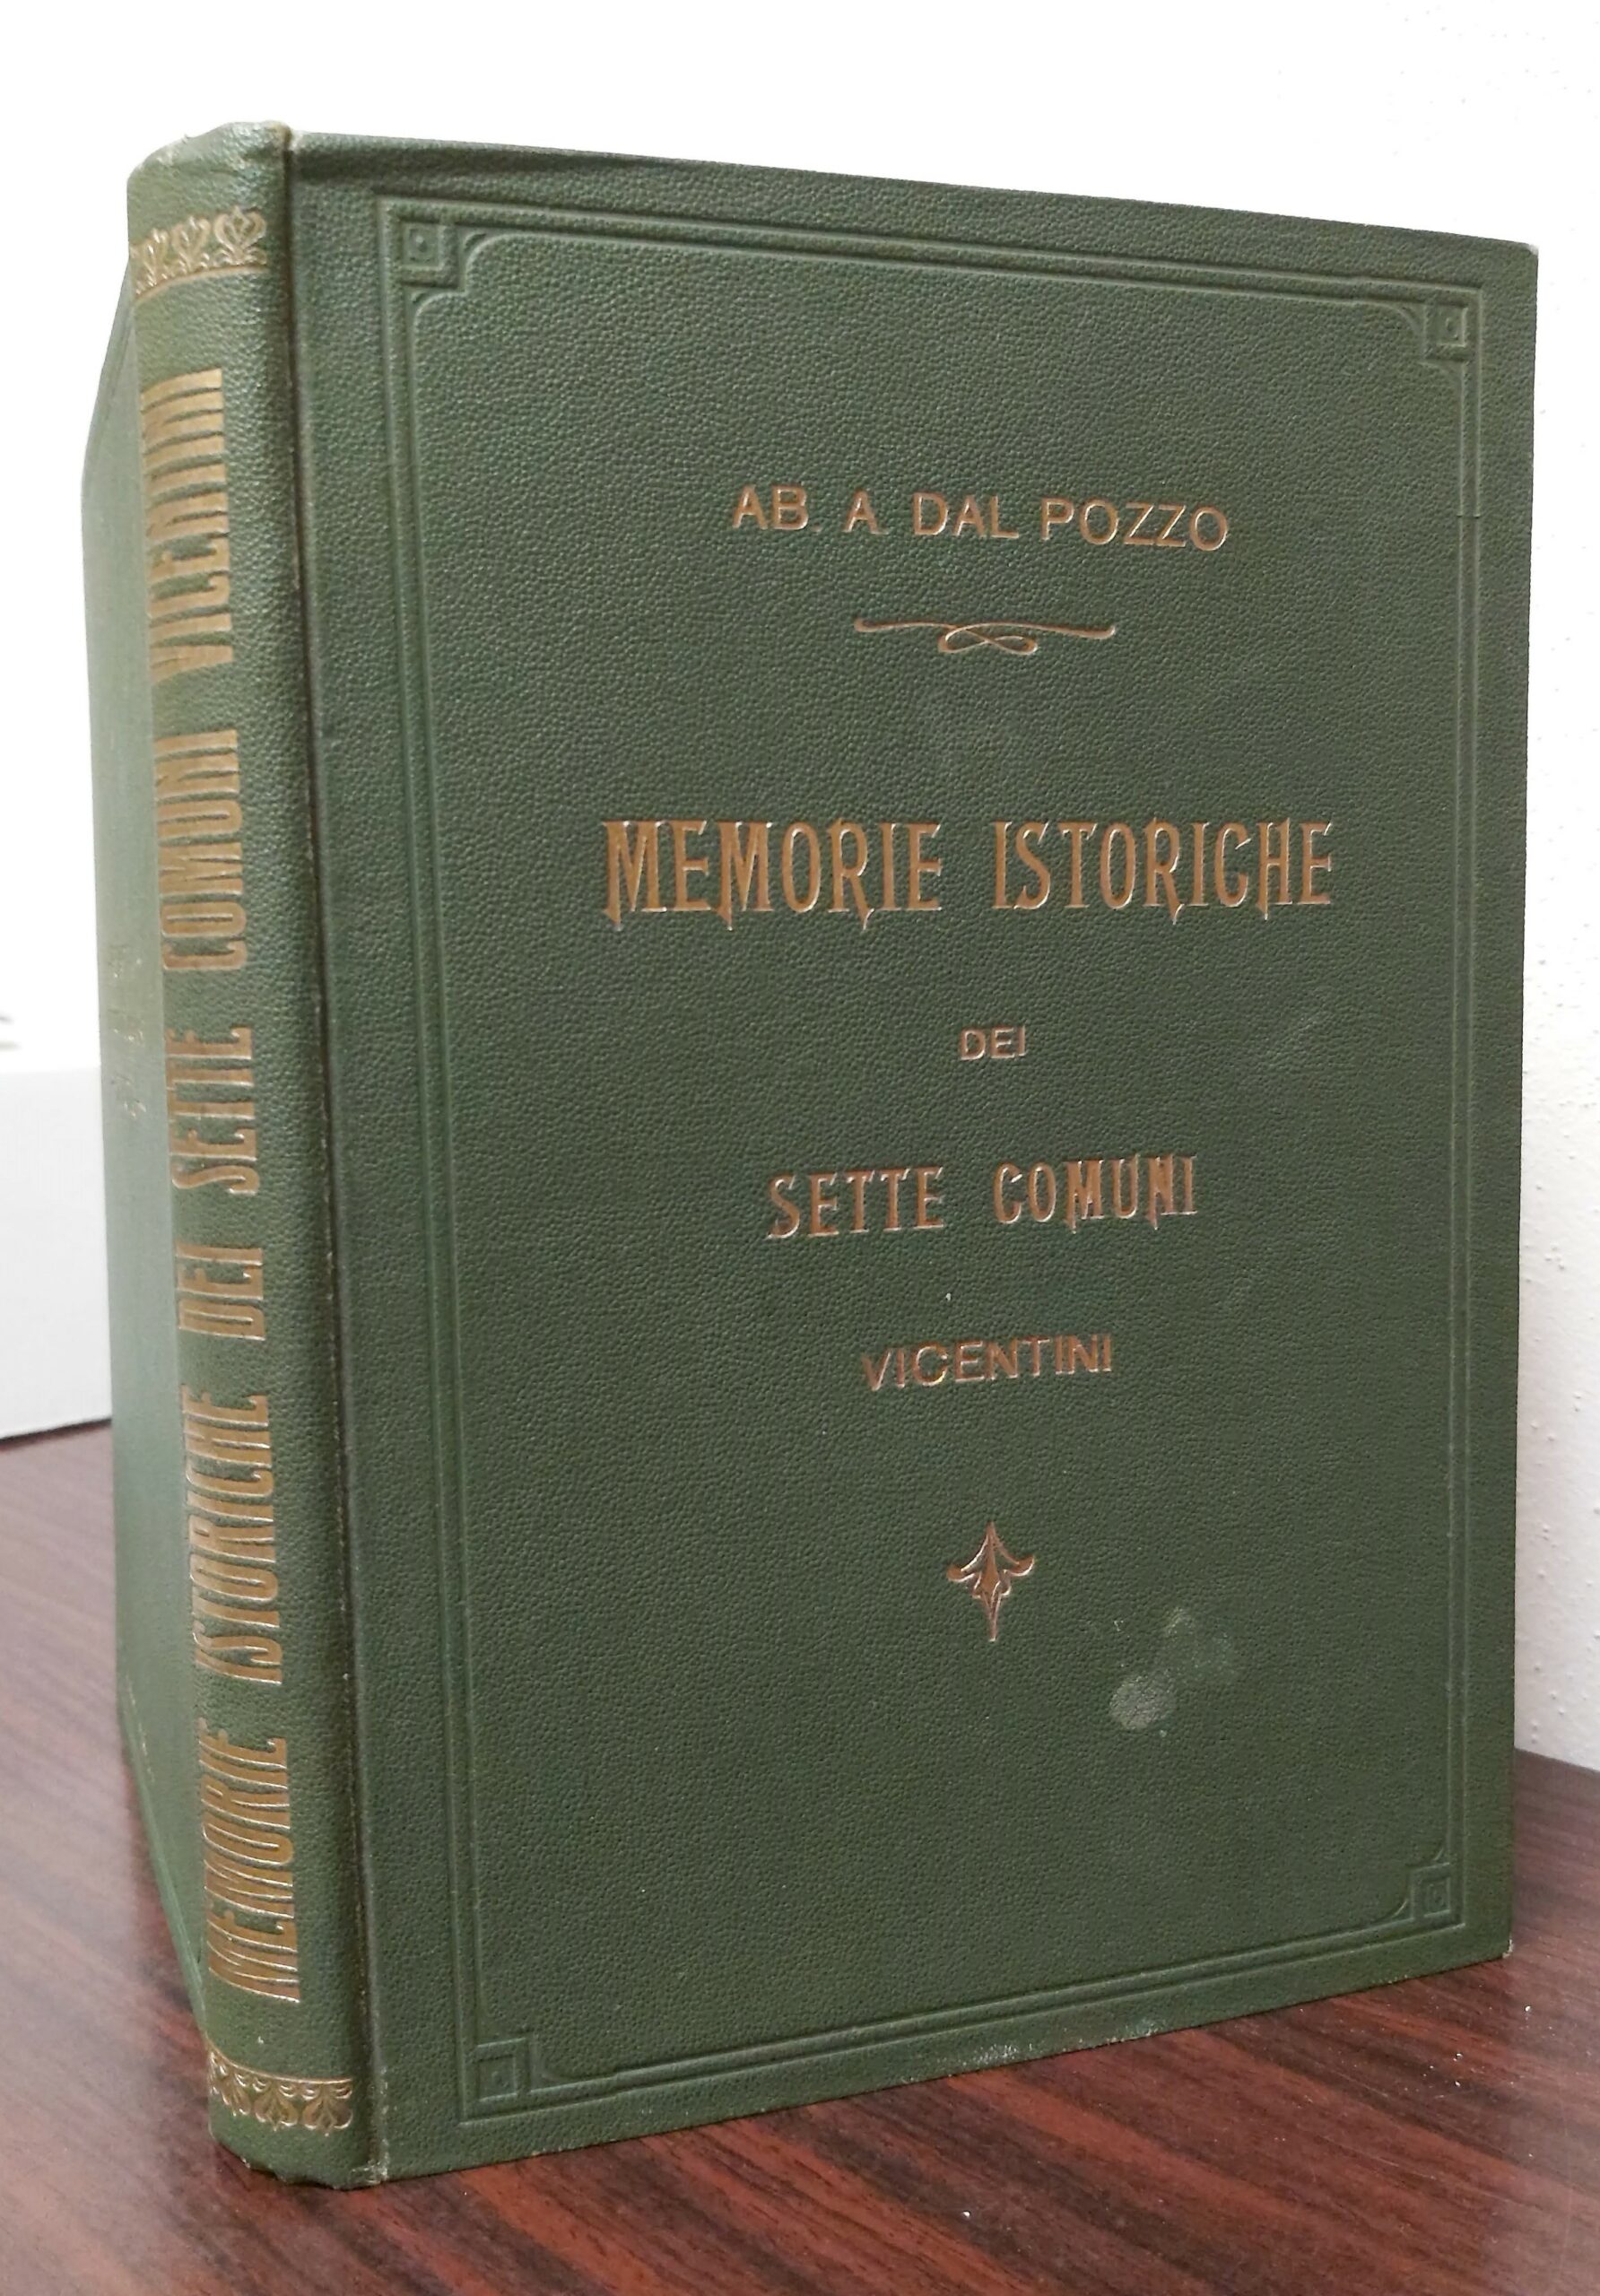 AB. A. DAL POZZO
MEMORIE ISTORICHE
DEI
SETTE COMUNI
VICENTINI
MEMORIE ISTORICHE DEI SETTE COMUNI VICENTINI